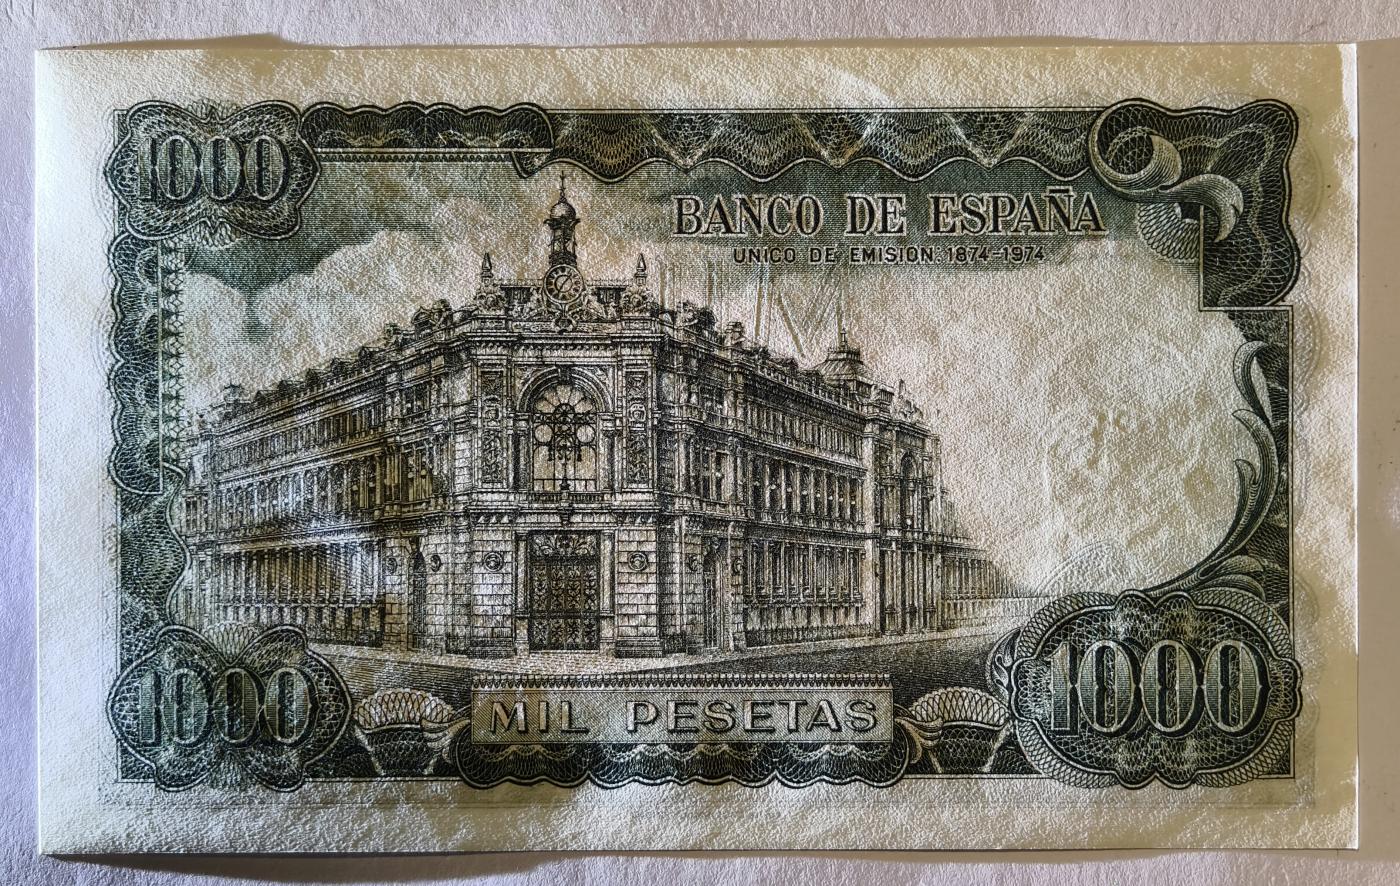 1000
BANCO DE ESPAÑA
UNICO DE EMISION. 1874-1974
1000
MIL PESETAS
1000